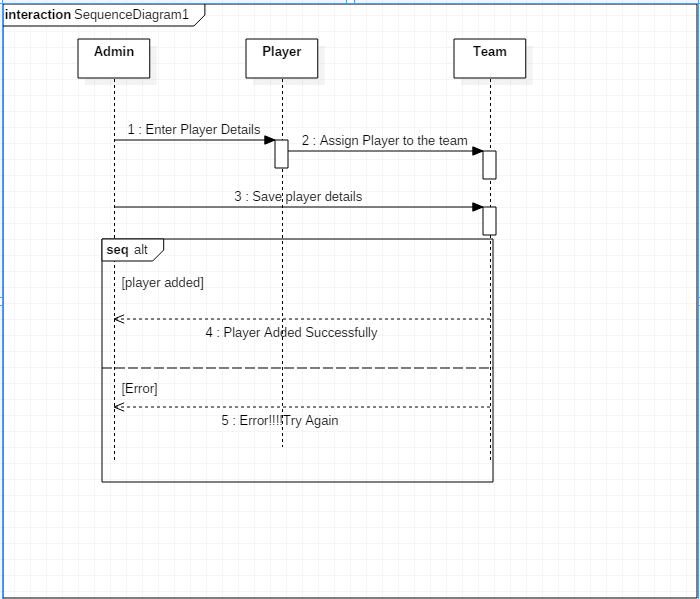 interaction SequenceDiagram1
Admin
Player
Team
1 : Enter Player Details
2 : Assign Player to the team
3 : Save player details
seq alt
[player added]
4 : Player Added Successfully
[Error]
5 : Error!!!!Try Again